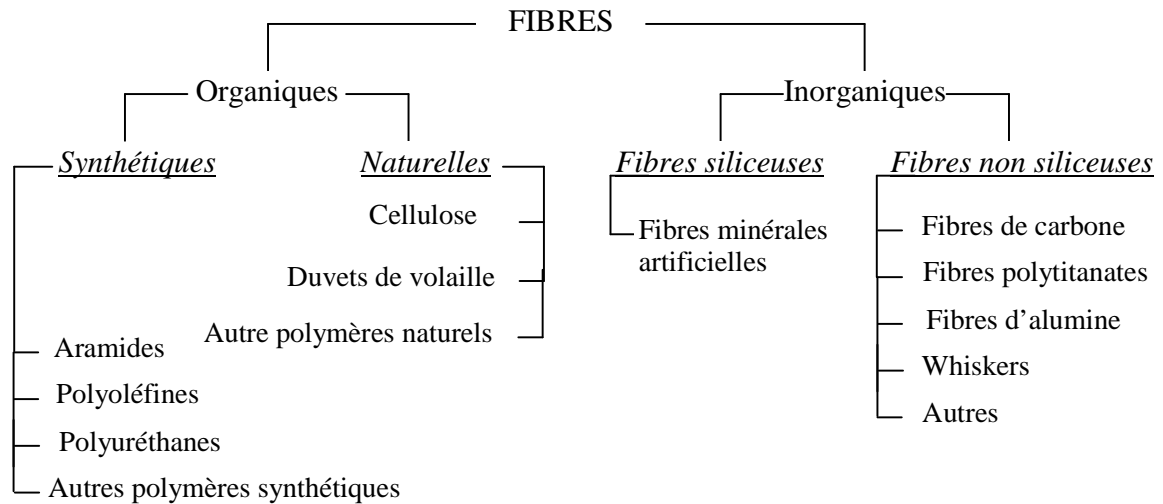 FIBRES
Organiques
Inorganiques
Synthétiques
Naturelles
Fibres siliceuses
Fibres non siliceuses
Cellulose
Duvets de volaille
Autre polymères naturels
Aramides
Polyoléfines
Polyuréthanes
Autres polymères synthétiques
Fibres minérales
artificielles
Fibres de carbone
Fibres polytitanates
Fibres d’alumine
Whiskers
Autres